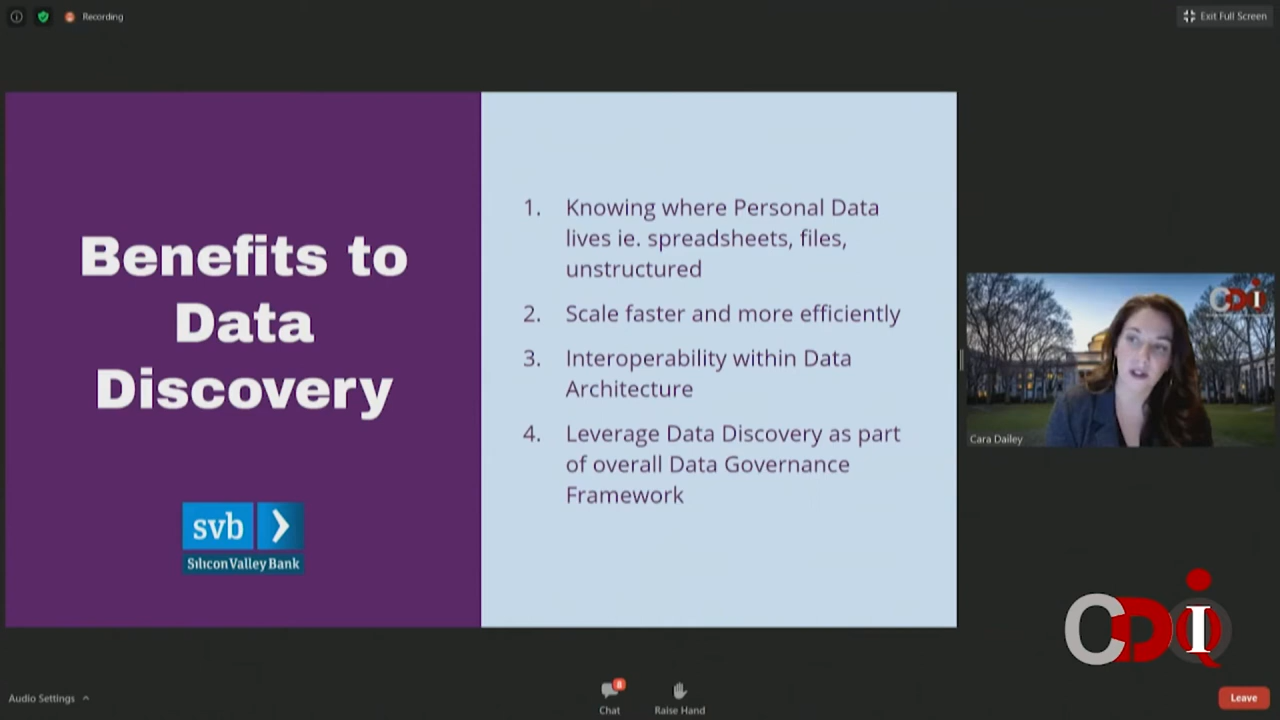 Recording
Exit Full Screen
Benefits to
Data
Discovery
svb
Silicon Valley Bank
1. Knowing where Personal Data
lives ie. spreadsheets, files,
unstructured
2. Scale faster and more efficiently
3. Interoperability within Data
Architecture
4. Leverage Data Discovery as part
of overall Data Governance
Framework
CDQI
Cara Dailey
CDQI
Audio Settings
8
Chat
Raise Hand
Leave